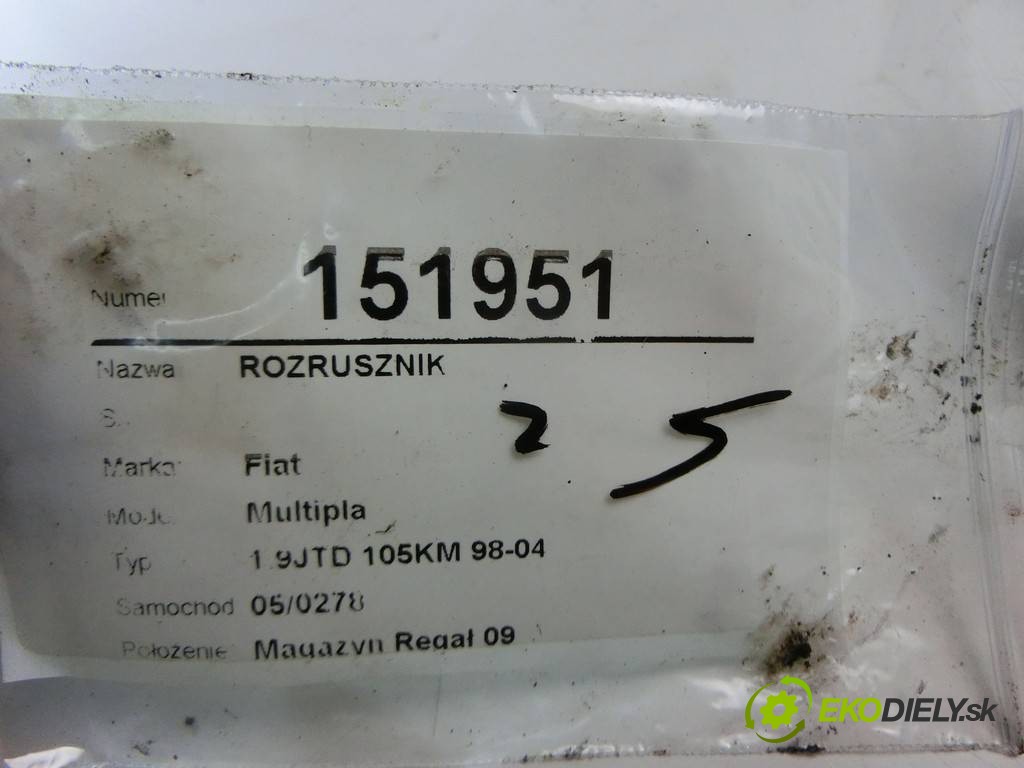 Numer 151951
Nazwa ROZRUSZNIK
2 5
Marka Fiat
Multipla
Typ 1.9JTD 105KM 98-04
Samochod 05/0278
Położenie Magazyn Regał 09
EKODIELY.sk